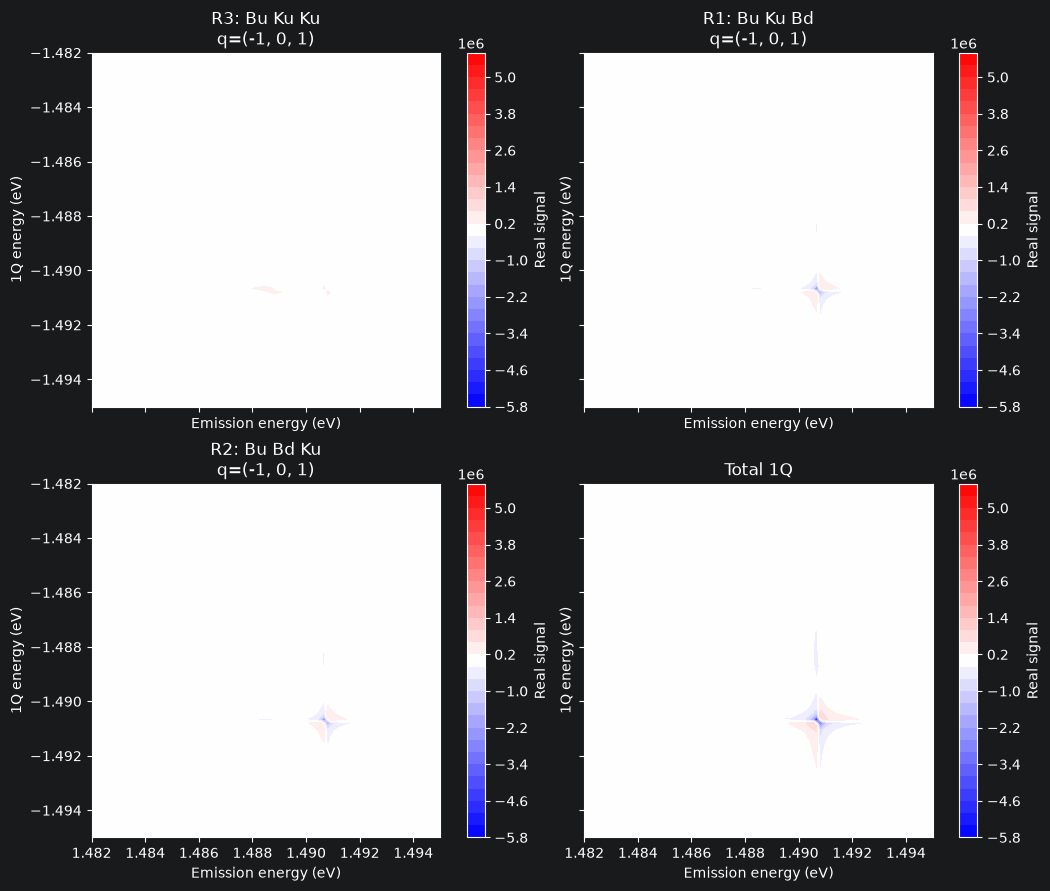 R3: Bu Ku Ku
q=(-1, 0, 1)
R1: Bu Ku Bd
q=(-1, 0, 1)
1e6
1e6
−1.482
−1.484
−1.486
−1.488
−1.490
−1.492
−1.494
1Q energy (eV)
Emission energy (eV)
5.0
3.8
2.6
1.4
0.2
−1.0
−2.2
−3.4
−4.6
−5.8
Real signal
1Q energy (eV)
Emission energy (eV)
5.0
3.8
2.6
1.4
0.2
−1.0
−2.2
−3.4
−4.6
−5.8
Real signal
R2: Bu Bd Ku
q=(-1, 0, 1)
Total 1Q
1e6
1e6
−1.482
−1.484
−1.486
−1.488
−1.490
−1.492
−1.494
1Q energy (eV)
1.482 1.484 1.486 1.488 1.490 1.492 1.494
Emission energy (eV)
5.0
3.8
2.6
1.4
0.2
−1.0
−2.2
−3.4
−4.6
−5.8
Real signal
1Q energy (eV)
1.482 1.484 1.486 1.488 1.490 1.492 1.494
Emission energy (eV)
5.0
3.8
2.6
1.4
0.2
−1.0
−2.2
−3.4
−4.6
−5.8
Real signal